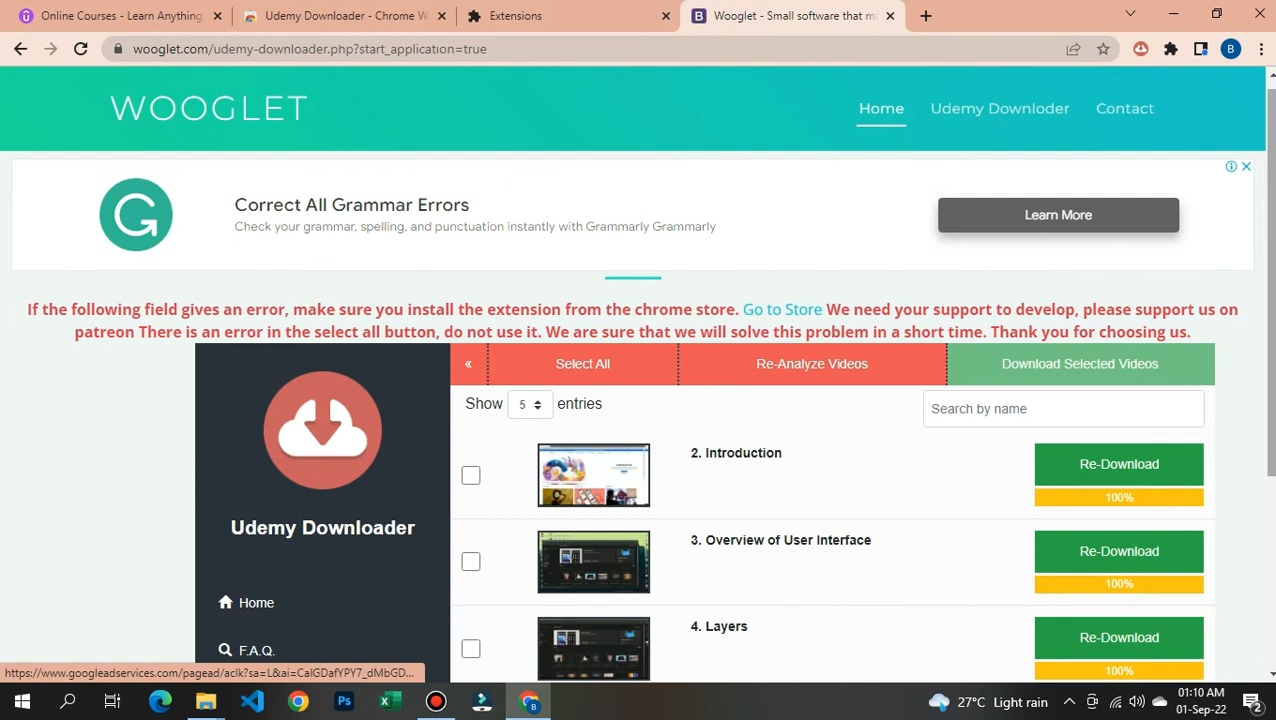 Online Courses - Learn Anything,
Udemy Downloader - Chrome W
Extensions
Wooglet - Small software that m
wooglet.com/udemy-downloader.php?start_application=true
B
WOOGLET
Home
Udemy Downloder
Contact
Correct All Grammar Errors
Check your grammar, spelling, and punctuation instantly with Grammarly Grammarly
Learn More
If the following field gives an error, make sure you install the extension from the chrome store. Go to Store We need your support to develop, please support us on
patreon There is an error in the select all button, do not use it. We are sure that we will solve this problem in a short time. Thank you for choosing us.
«
Select All
Re-Analyze Videos
Download Selected Videos
Show 5 entries
Search by name
2. Introduction
Re-Download
100%
3. Overview of User Interface
Re-Download
100%
4. Layers
Re-Download
100%
Udemy Downloader
Home
F.A.Q.
https://www.googleadservices.com/pagead/aclk?sa=L&ai=CalGDafYPY7_dMbGD...
27°C Light rain
01:10 AM
01-Sep-22
2